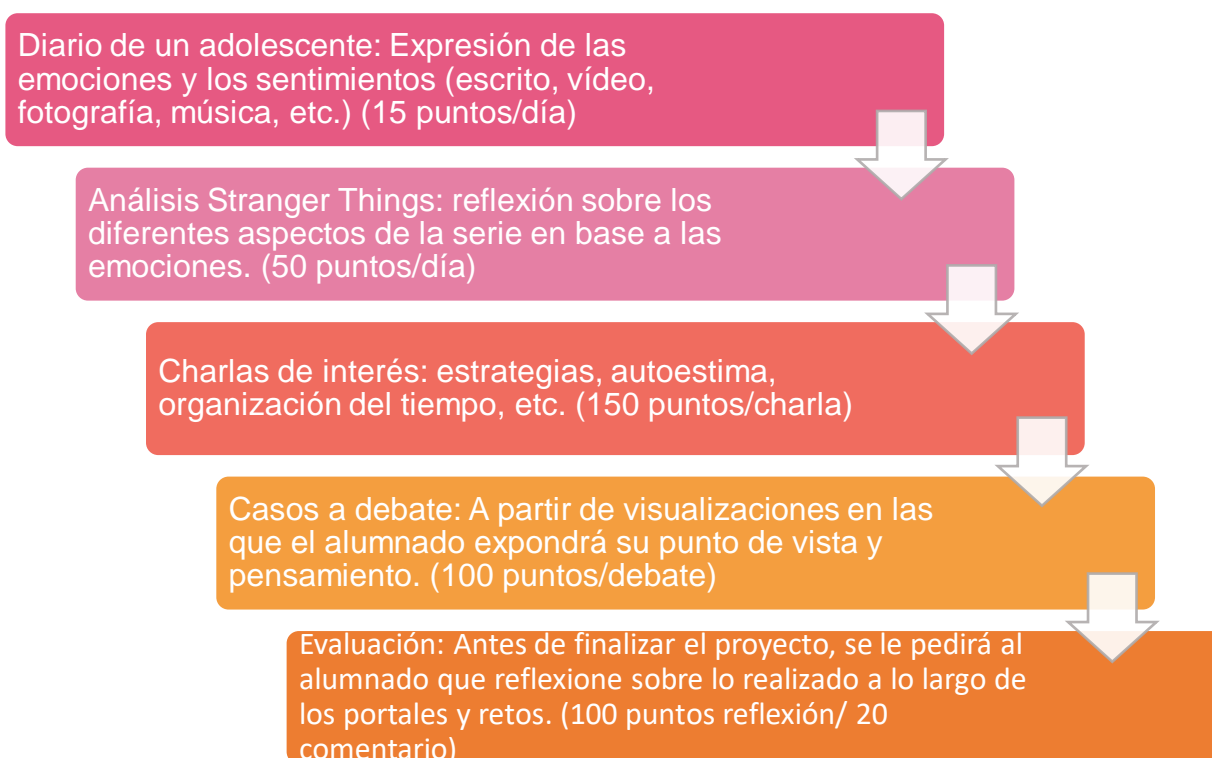 Diario de un adolescente: Expresión de las
emociones y los sentimientos (escrito, vídeo,
fotografía, música, etc.) (15 puntos/día)
Análisis Stranger Things: reflexión sobre los
diferentes aspectos de la serie en base a las
emociones. (50 puntos/día)
Charlas de interés: estrategias, autoestima,
organización del tiempo, etc. (150 puntos/charla)
Casos a debate: A partir de visualizaciones en las
que el alumnado expondrá su punto de vista y
pensamiento. (100 puntos/debate)
Evaluación: Antes de finalizar el proyecto, se le pedirá al
alumnado que reflexione sobre lo realizado a lo largo de
los portales y retos. (100 puntos reflexión/ 20
comentario)